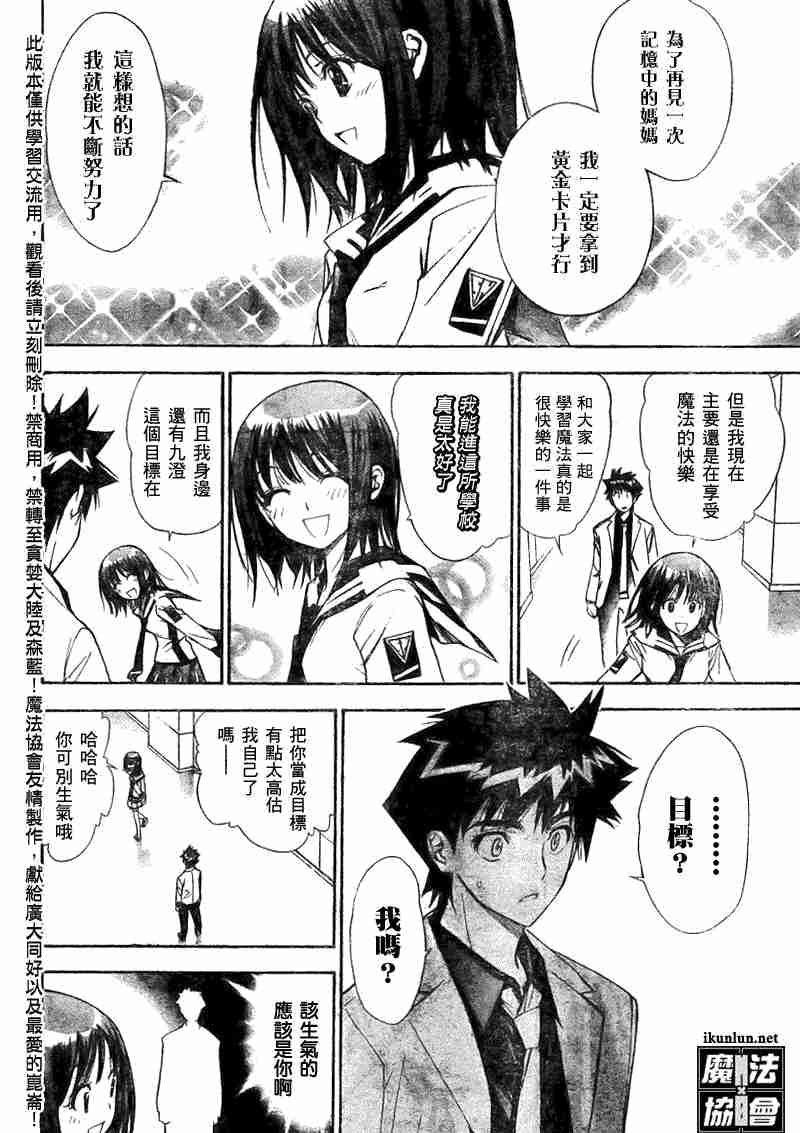 為了再見一次
記憶中的媽媽
我一定要拿到
黃金卡片才行
這樣想的話
我就能不斷努力了
但是我現在
主要還是在享受
魔法的快樂
和大家一起
學習魔法真的是
很快樂的一件事
我能進這所學校
真是太好了
而且我身邊
還有九澄
這個目標在
………
目標？
我嗎？
把你當成目標
有點太高估
我自己了
嗎——
哈哈哈
你可別生氣哦
該生氣的
應該是你啊
此版本僅供學習交流用，觀看後請立刻刪除！禁商用，禁轉至貪婪大陸及森藍！魔法協會友情製作，獻給廣大同好以及最愛的崑崙！
ikunlun.net
魔法
協會